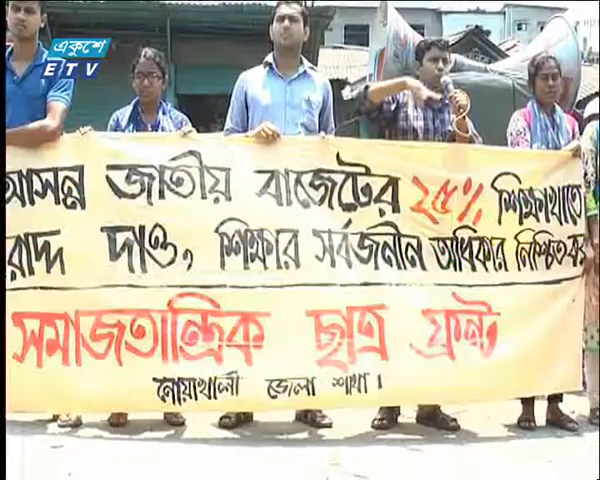 একুশে
ETV
আসন্ন জাতীয় বাজেটের ২৫% শিক্ষাখাতে
বরাদ্দ দাও, শিক্ষার সর্বজনীন অধিকার নিশ্চিত কর
সমাজতান্ত্রিক ছাত্র ফ্রন্ট
নোয়াখালী জেলা শাখা।